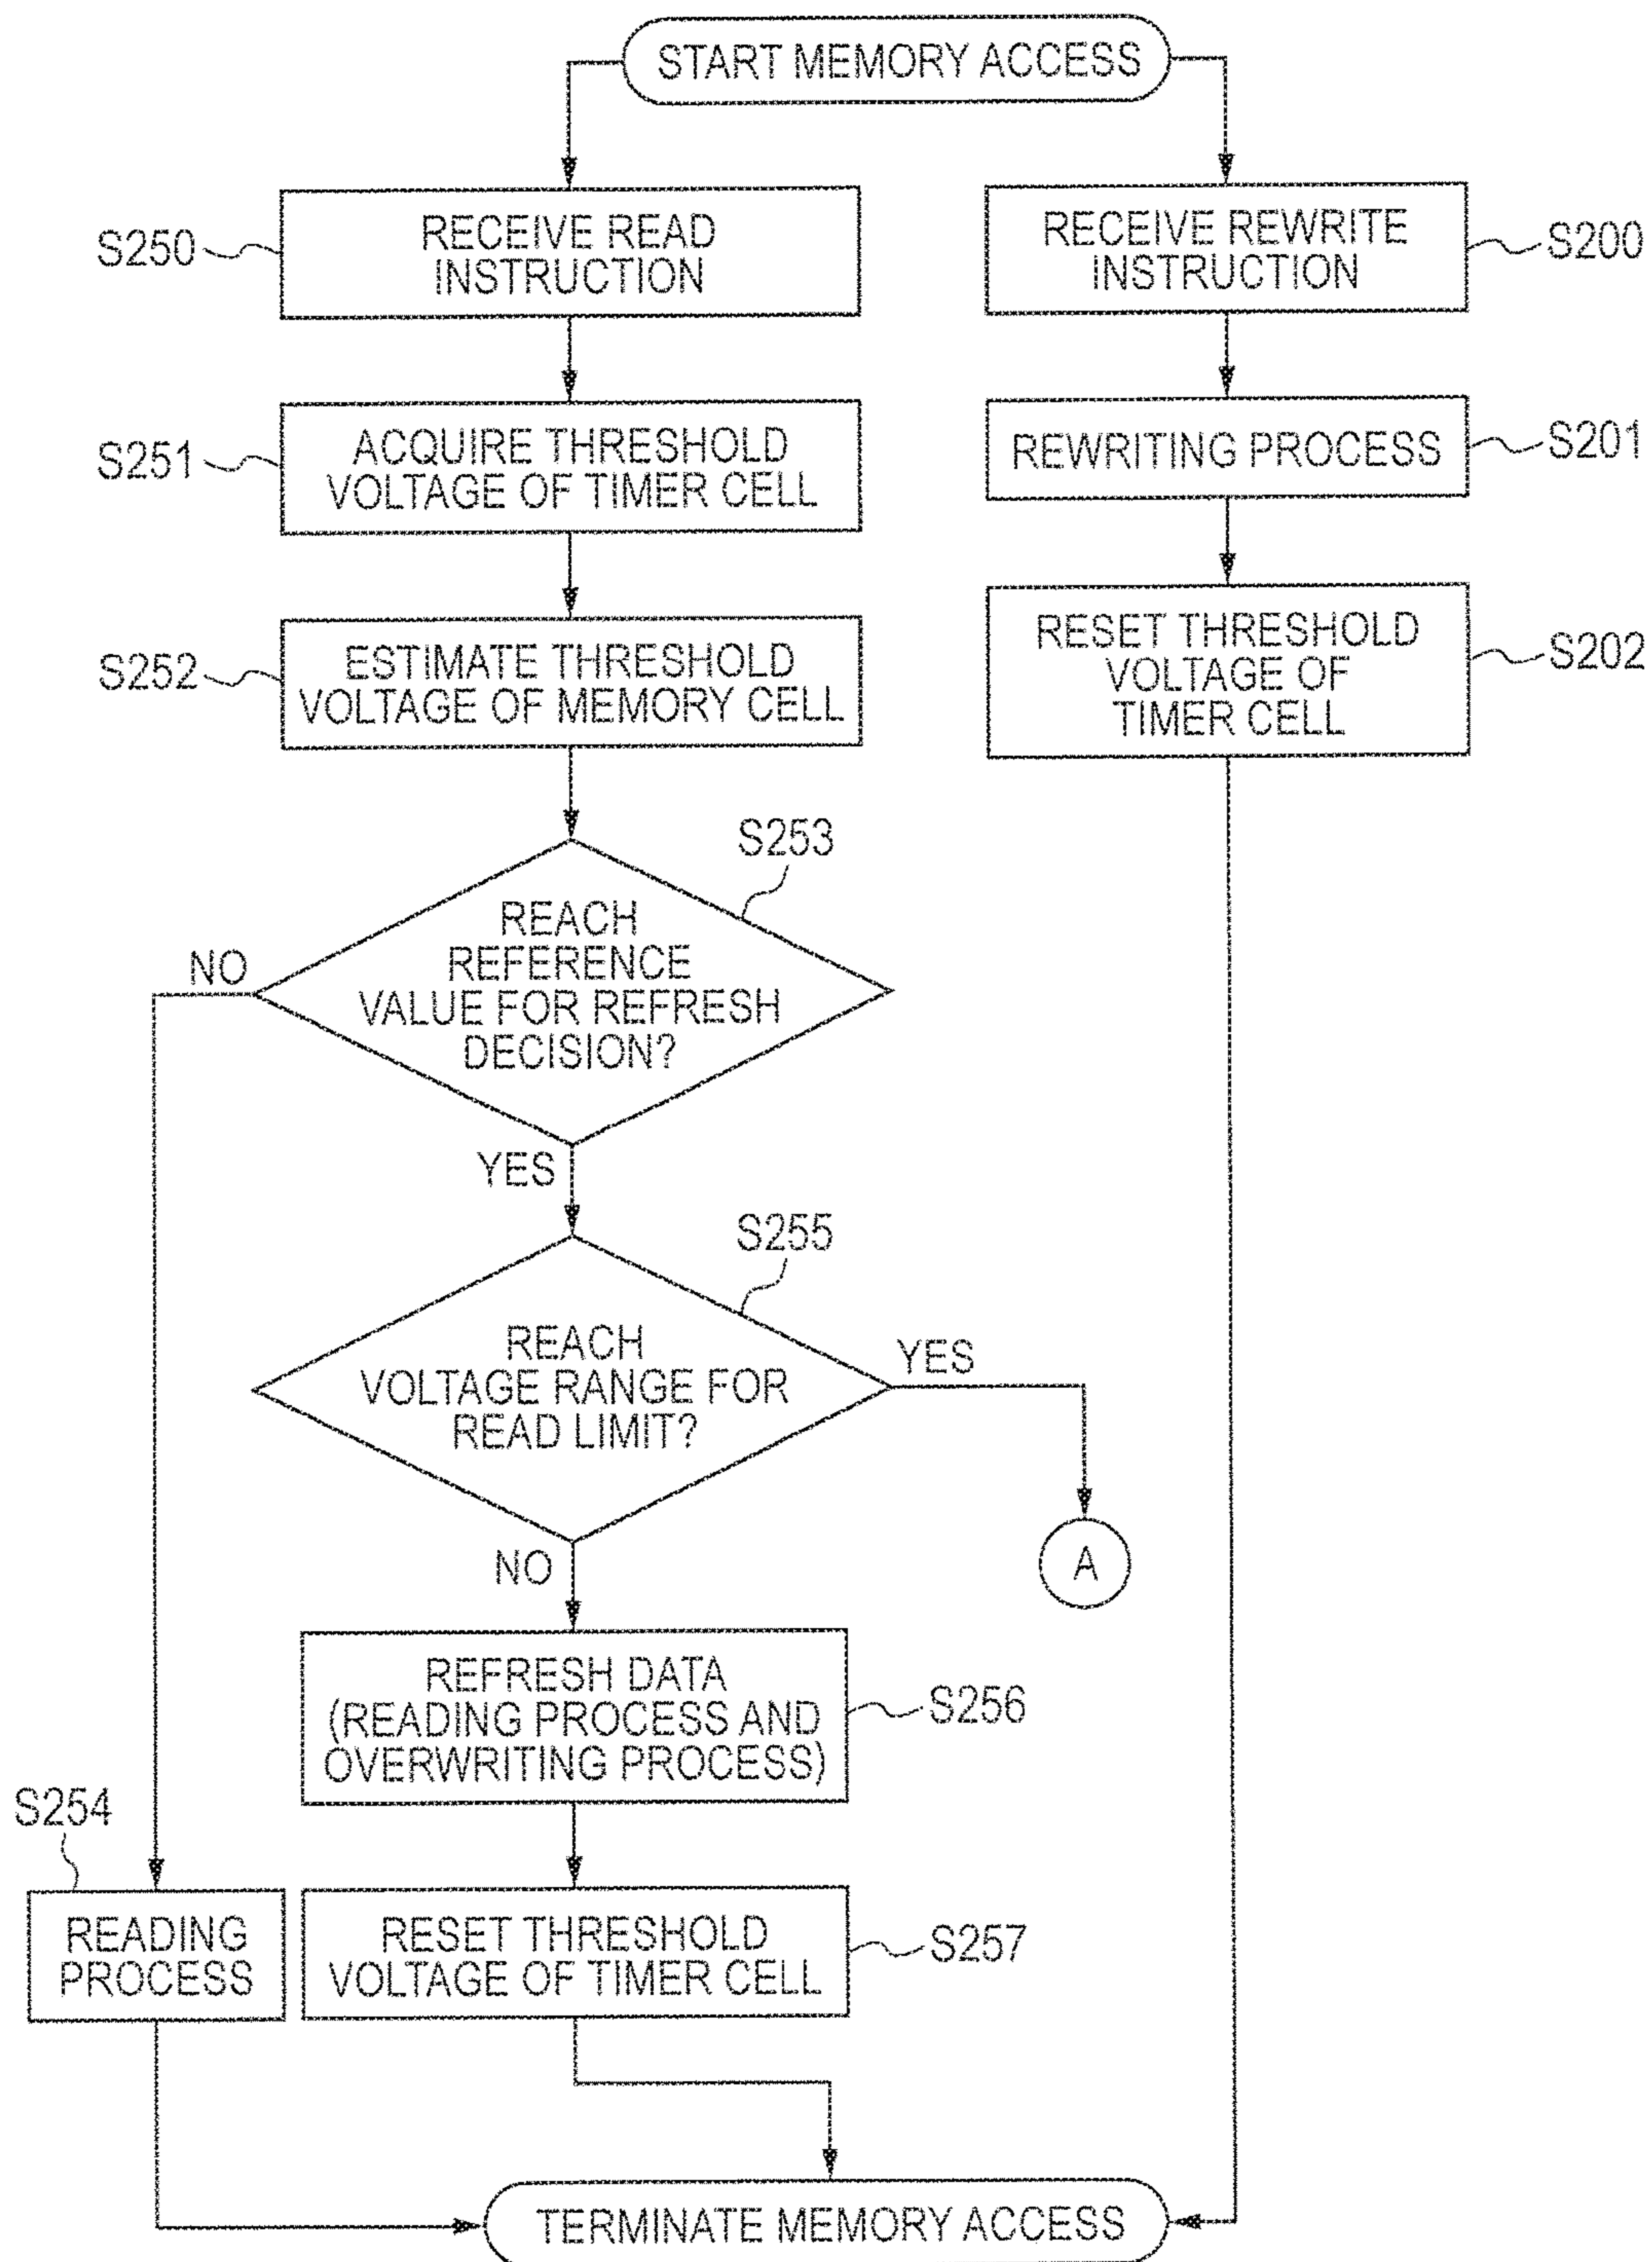 START MEMORY ACCESS
S250
RECEIVE READ
INSTRUCTION
RECEIVE REWRITE
INSTRUCTION
S200
S251
ACQUIRE THRESHOLD
VOLTAGE OF TIMER CELL
REWRITING PROCESS
S201
S252
ESTIMATE THRESHOLD
VOLTAGE OF MEMORY CELL
RESET THRESHOLD
VOLTAGE OF
TIMER CELL
S202
S253
REACH
REFERENCE
VALUE FOR REFRESH
DECISION?
NO
YES
S255
REACH
VOLTAGE RANGE FOR
READ LIMIT?
YES
A
NO
REFRESH DATA
(READING PROCESS AND
OVERWRITING PROCESS)
S256
S254
READING
PROCESS
RESET THRESHOLD
VOLTAGE OF TIMER CELL
S257
TERMINATE MEMORY ACCESS